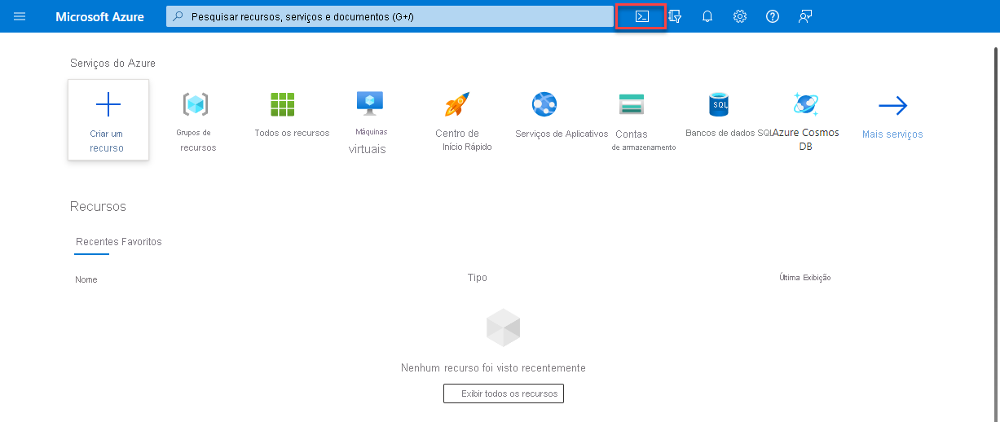 Microsoft Azure
Pesquisar recursos, serviços e documentos (G+/)
Serviços do Azure
Criar um
recurso
Grupos de
recursos
Todos os recursos
Máquinas
virtuais
Centro de
Início Rápido
Serviços de Aplicativos
Contas
de armazenamento
SQL
Bancos de dados SQL
Azure Cosmos
DB
Mais serviços
Recursos
Recentes Favoritos
Nome
Tipo
Última Exibição
Nenhum recurso foi visto recentemente
Exibir todos os recursos